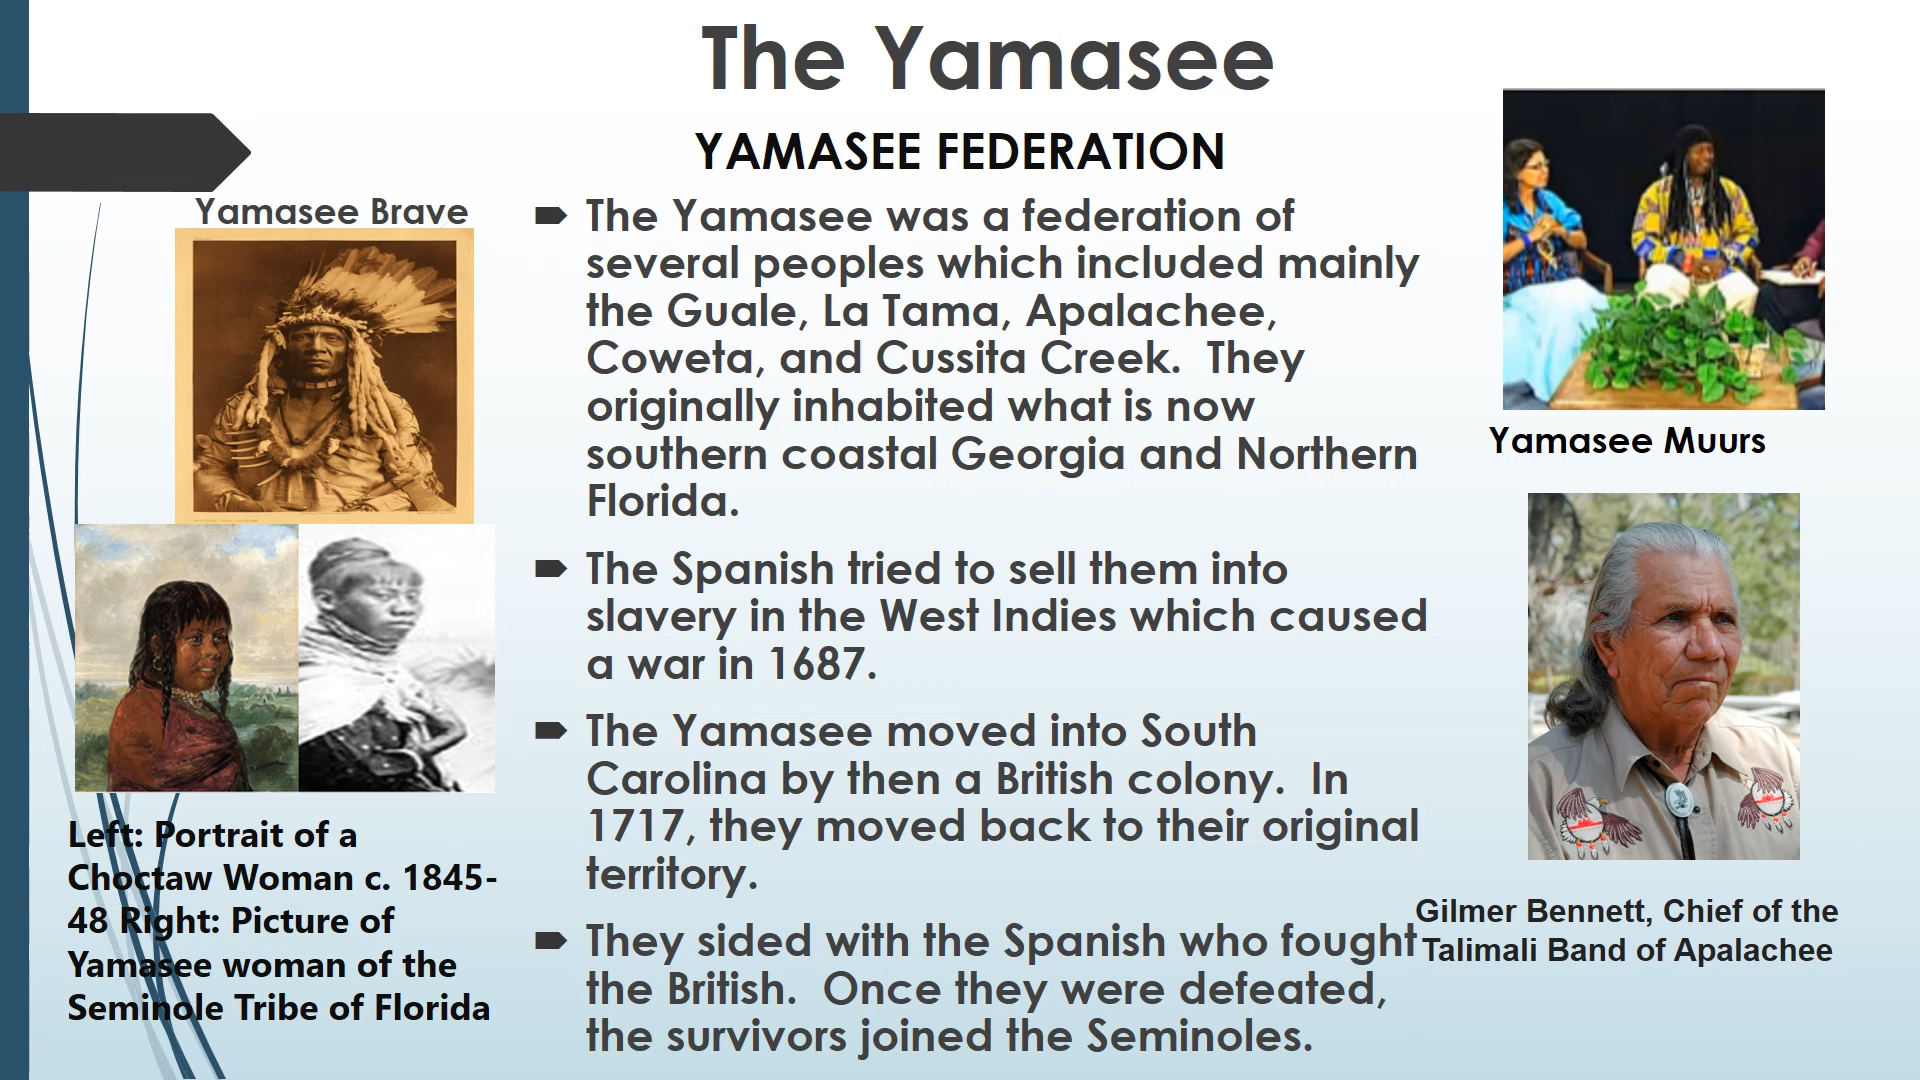 The Yamasee
YAMASEE FEDERATION
Yamasee Brave
Left: Portrait of a
Choctaw Woman c. 1845-
48 Right: Picture of
Yamasee woman of the
Seminole Tribe of Florida
The Yamasee was a federation of
several peoples which included mainly
the Guale, La Tama, Apalachee,
Coweta, and Cussita Creek.  They
originally inhabited what is now
southern coastal Georgia and Northern
Florida.
The Spanish tried to sell them into
slavery in the West Indies which caused
a war in 1687.
The Yamasee moved into South
Carolina by then a British colony.  In
1717, they moved back to their original
territory.
They sided with the Spanish who fought
the British.  Once they were defeated,
the survivors joined the Seminoles.
Yamasee Muurs
Gilmer Bennett, Chief of the
Talimali Band of Apalachee